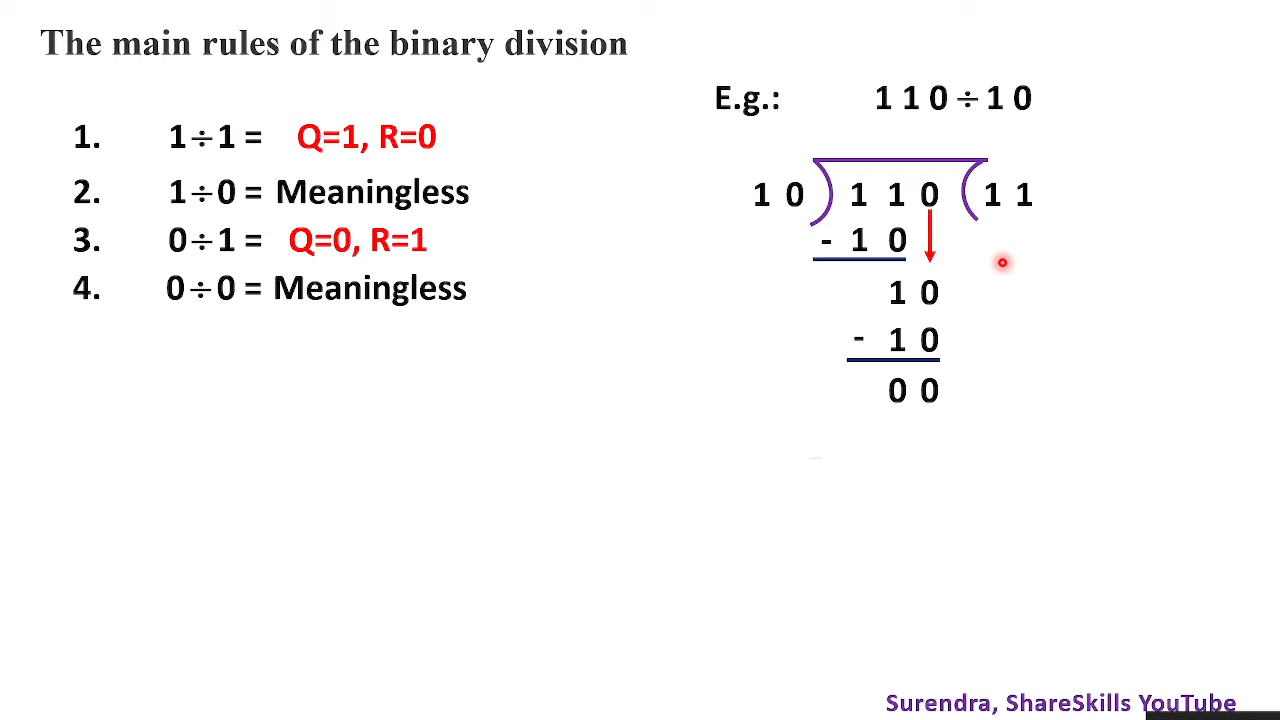 The main rules of the binary division
1. 1÷1 = Q=1, R=0
2. 1÷0 = Meaningless
3. 0÷1 = Q=0, R=1
4. 0÷0 = Meaningless
E.g.: 1 1 0 ÷ 1 0
1 0 ) 1 1 0 ( 1 1
- 1 0
1 0
- 1 0
0 0
Surendra, ShareSkills YouTube